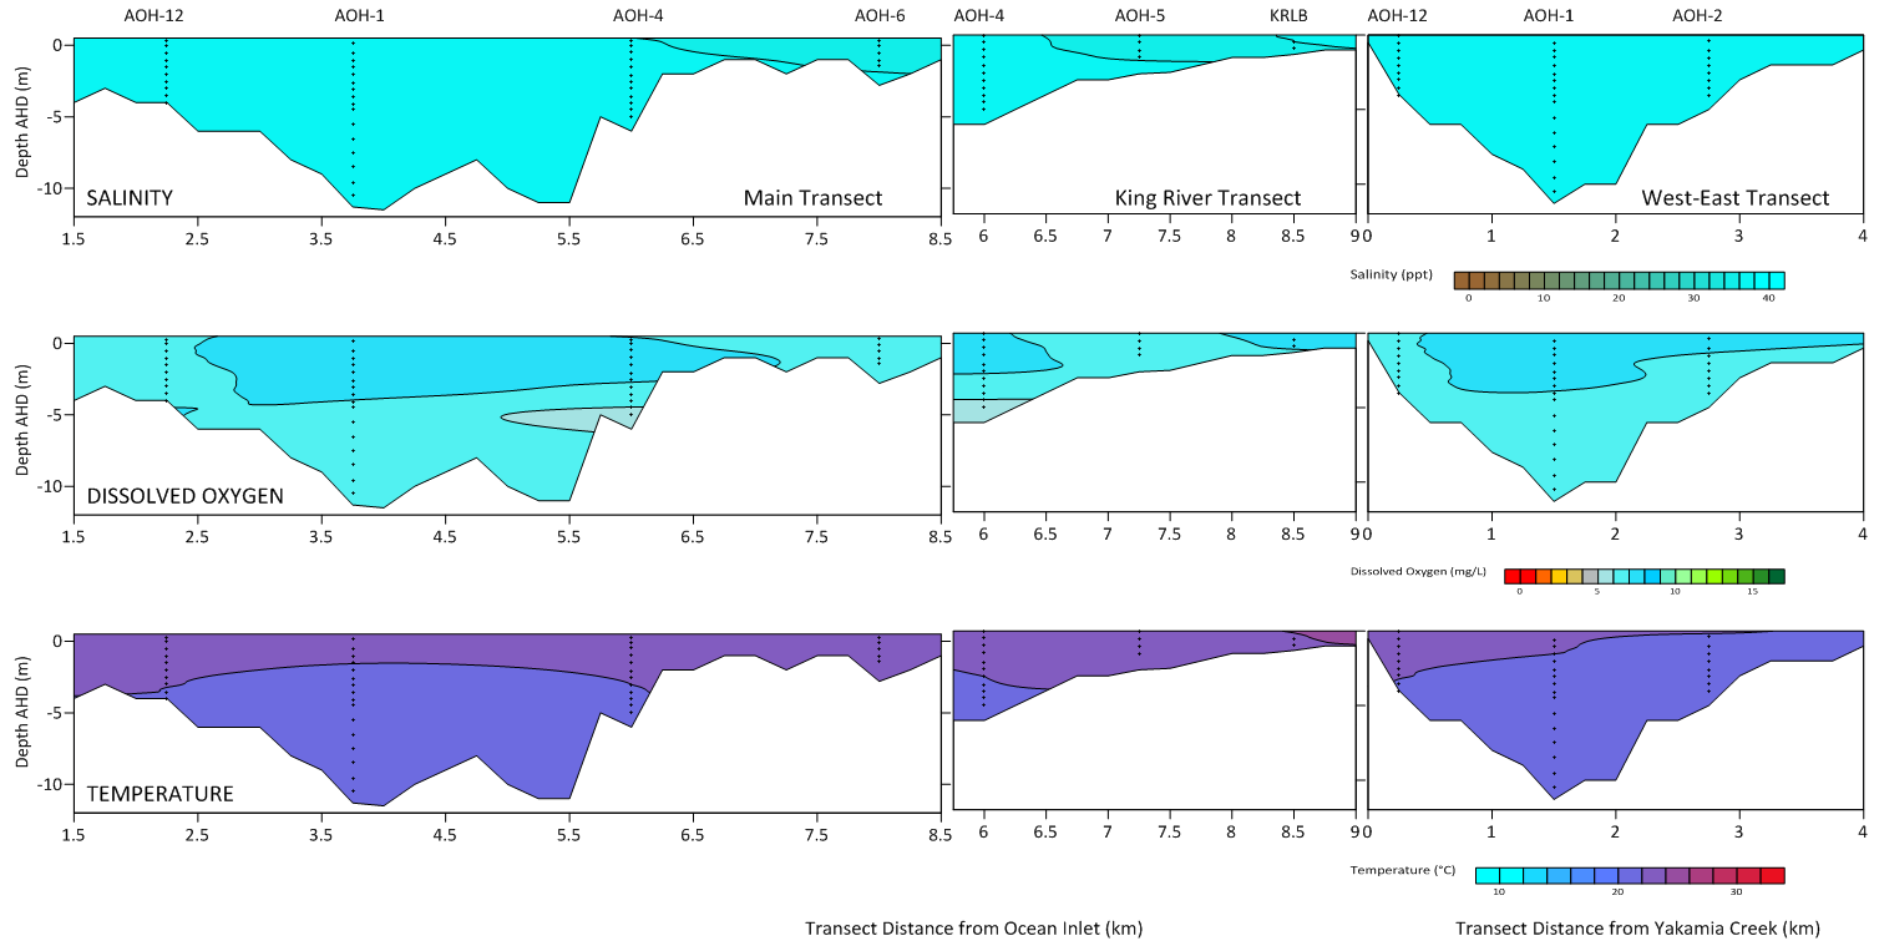 AOH-12 AOH-1 AOH-4 AOH-6 AOH-4 AOH-5 KRLB AOH-12 AOH-1 AOH-2
Depth AHD (m)
0
-5
-10
SALINITY Main Transect King River Transect West-East Transect
1.5 2.5 3.5 4.5 5.5 6.5 7.5 8.5 6 6.5 7 7.5 8 8.5 9 0 1 2 3 4
Salinity (ppt)
0 10 20 30 40
Depth AHD (m)
0
-5
-10
DISSOLVED OXYGEN
1.5 2.5 3.5 4.5 5.5 6.5 7.5 8.5 6 6.5 7 7.5 8 8.5 9 0 1 2 3 4
Dissolved Oxygen (mg/L)
0 5 10 15
Depth AHD (m)
0
-5
-10
TEMPERATURE
1.5 2.5 3.5 4.5 5.5 6.5 7.5 8.5 6 6.5 7 7.5 8 8.5 9 0 1 2 3 4
Temperature (°C)
10 20 30
Transect Distance from Ocean Inlet (km) Transect Distance from Yakamia Creek (km)